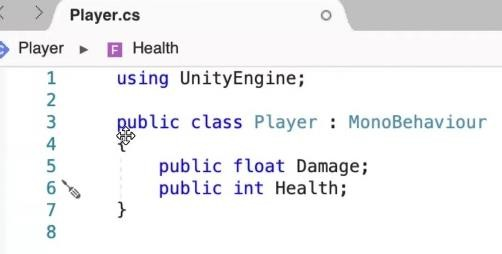 Player.cs
Player ▸ F Health
1 using UnityEngine;
2
3 public class Player : MonoBehaviour
4 {
5 public float Damage;
6 public int Health;
7 }
8